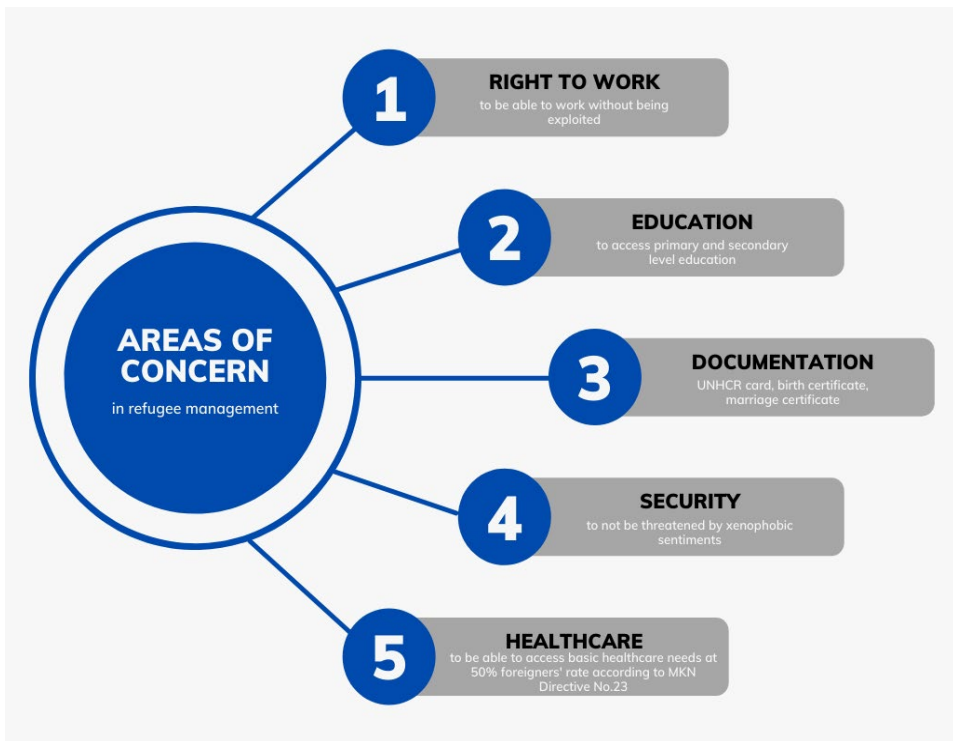 1
RIGHT TO WORK
to be able to work without being
exploited
2
EDUCATION
to access primary and secondary
level education
AREAS OF
CONCERN
in refugee management
3
DOCUMENTATION
UNHCR card, birth certificate,
marriage certificate
4
SECURITY
to not be threatened by xenophobic
sentiments
5
HEALTHCARE
to be able to access basic healthcare needs at
50% foreigners' rate according to MKN
Directive No.23